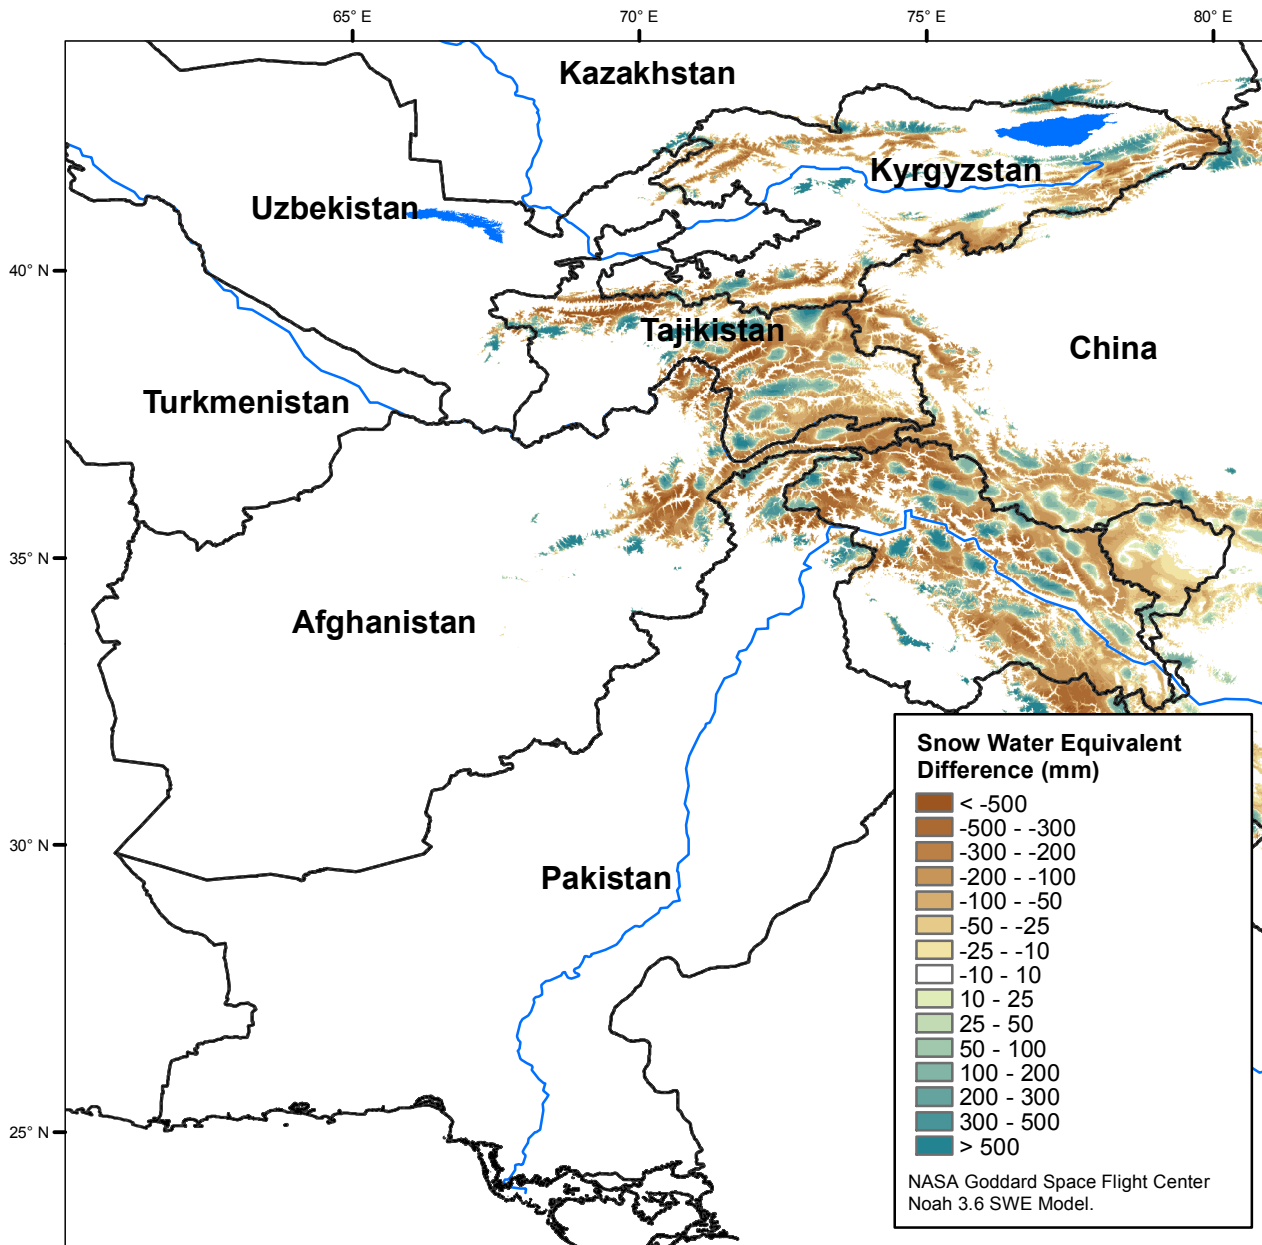 65° E
70° E
75° E
80° E
Kazakhstan
Kyrgyzstan
Uzbekistan
40° N
Tajikistan
China
Turkmenistan
35° N
Afghanistan
30° N
Pakistan
25° N
Snow Water Equivalent
Difference (mm)
< -500
-500 - -300
-300 - -200
-200 - -100
-100 - -50
-50 - -25
-25 - -10
-10 - 10
10 - 25
25 - 50
50 - 100
100 - 200
200 - 300
300 - 500
> 500
NASA Goddard Space Flight Center
Noah 3.6 SWE Model.